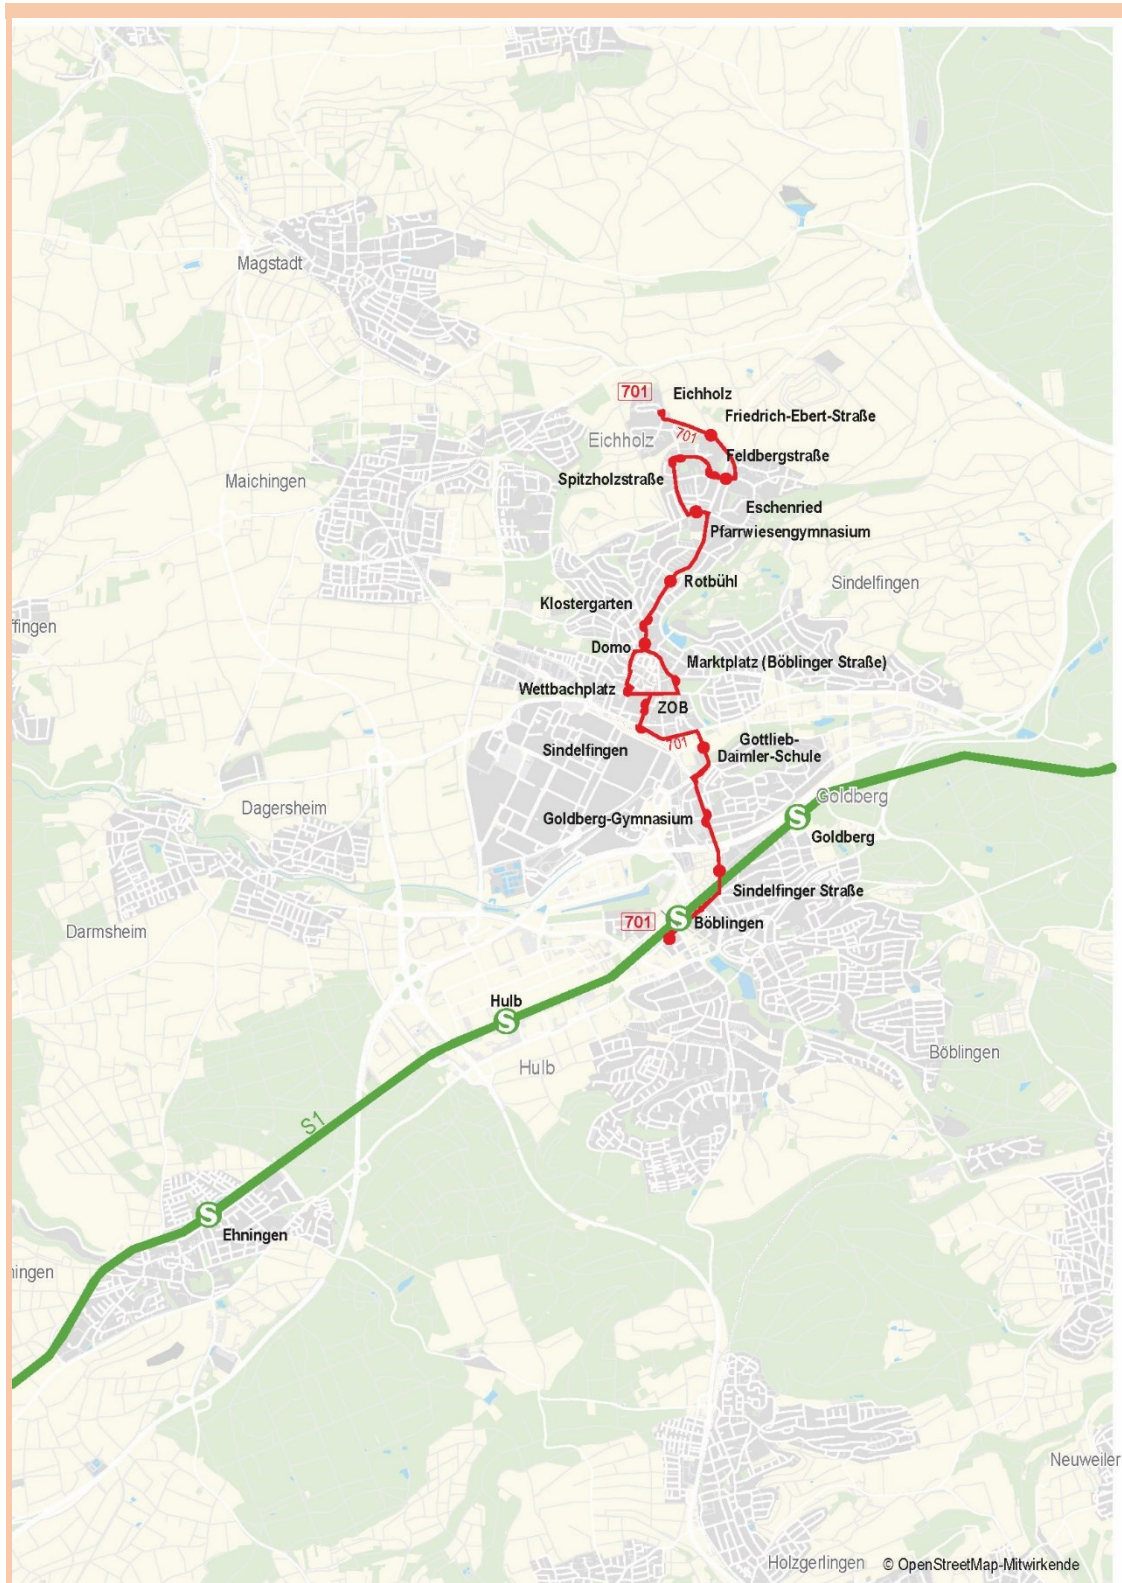 Magstadt
701
Eichholz
Friedrich-Ebert-Straße
701
Eichholz
Feldbergstraße
Spitzholzstraße
Maichingen
Eschenried
Pfarrwiesengymnasium
Rotbühl
Sindelfingen
Klostergarten
ffingen
Domo
Marktplatz (Böblinger Straße)
Wettbachplatz
ZOB
701
Gottlieb-
Daimler-Schule
Sindelfingen
Goldberg
Dagersheim
Goldberg-Gymnasium
S
Goldberg
Sindelfinger Straße
701
S
Böblingen
Darmsheim
Hulb
S
Böblingen
Hulb
S1
S
Ehningen
ningen
Neuweiler
Holzgerlingen
© OpenStreetMap-Mitwirkende